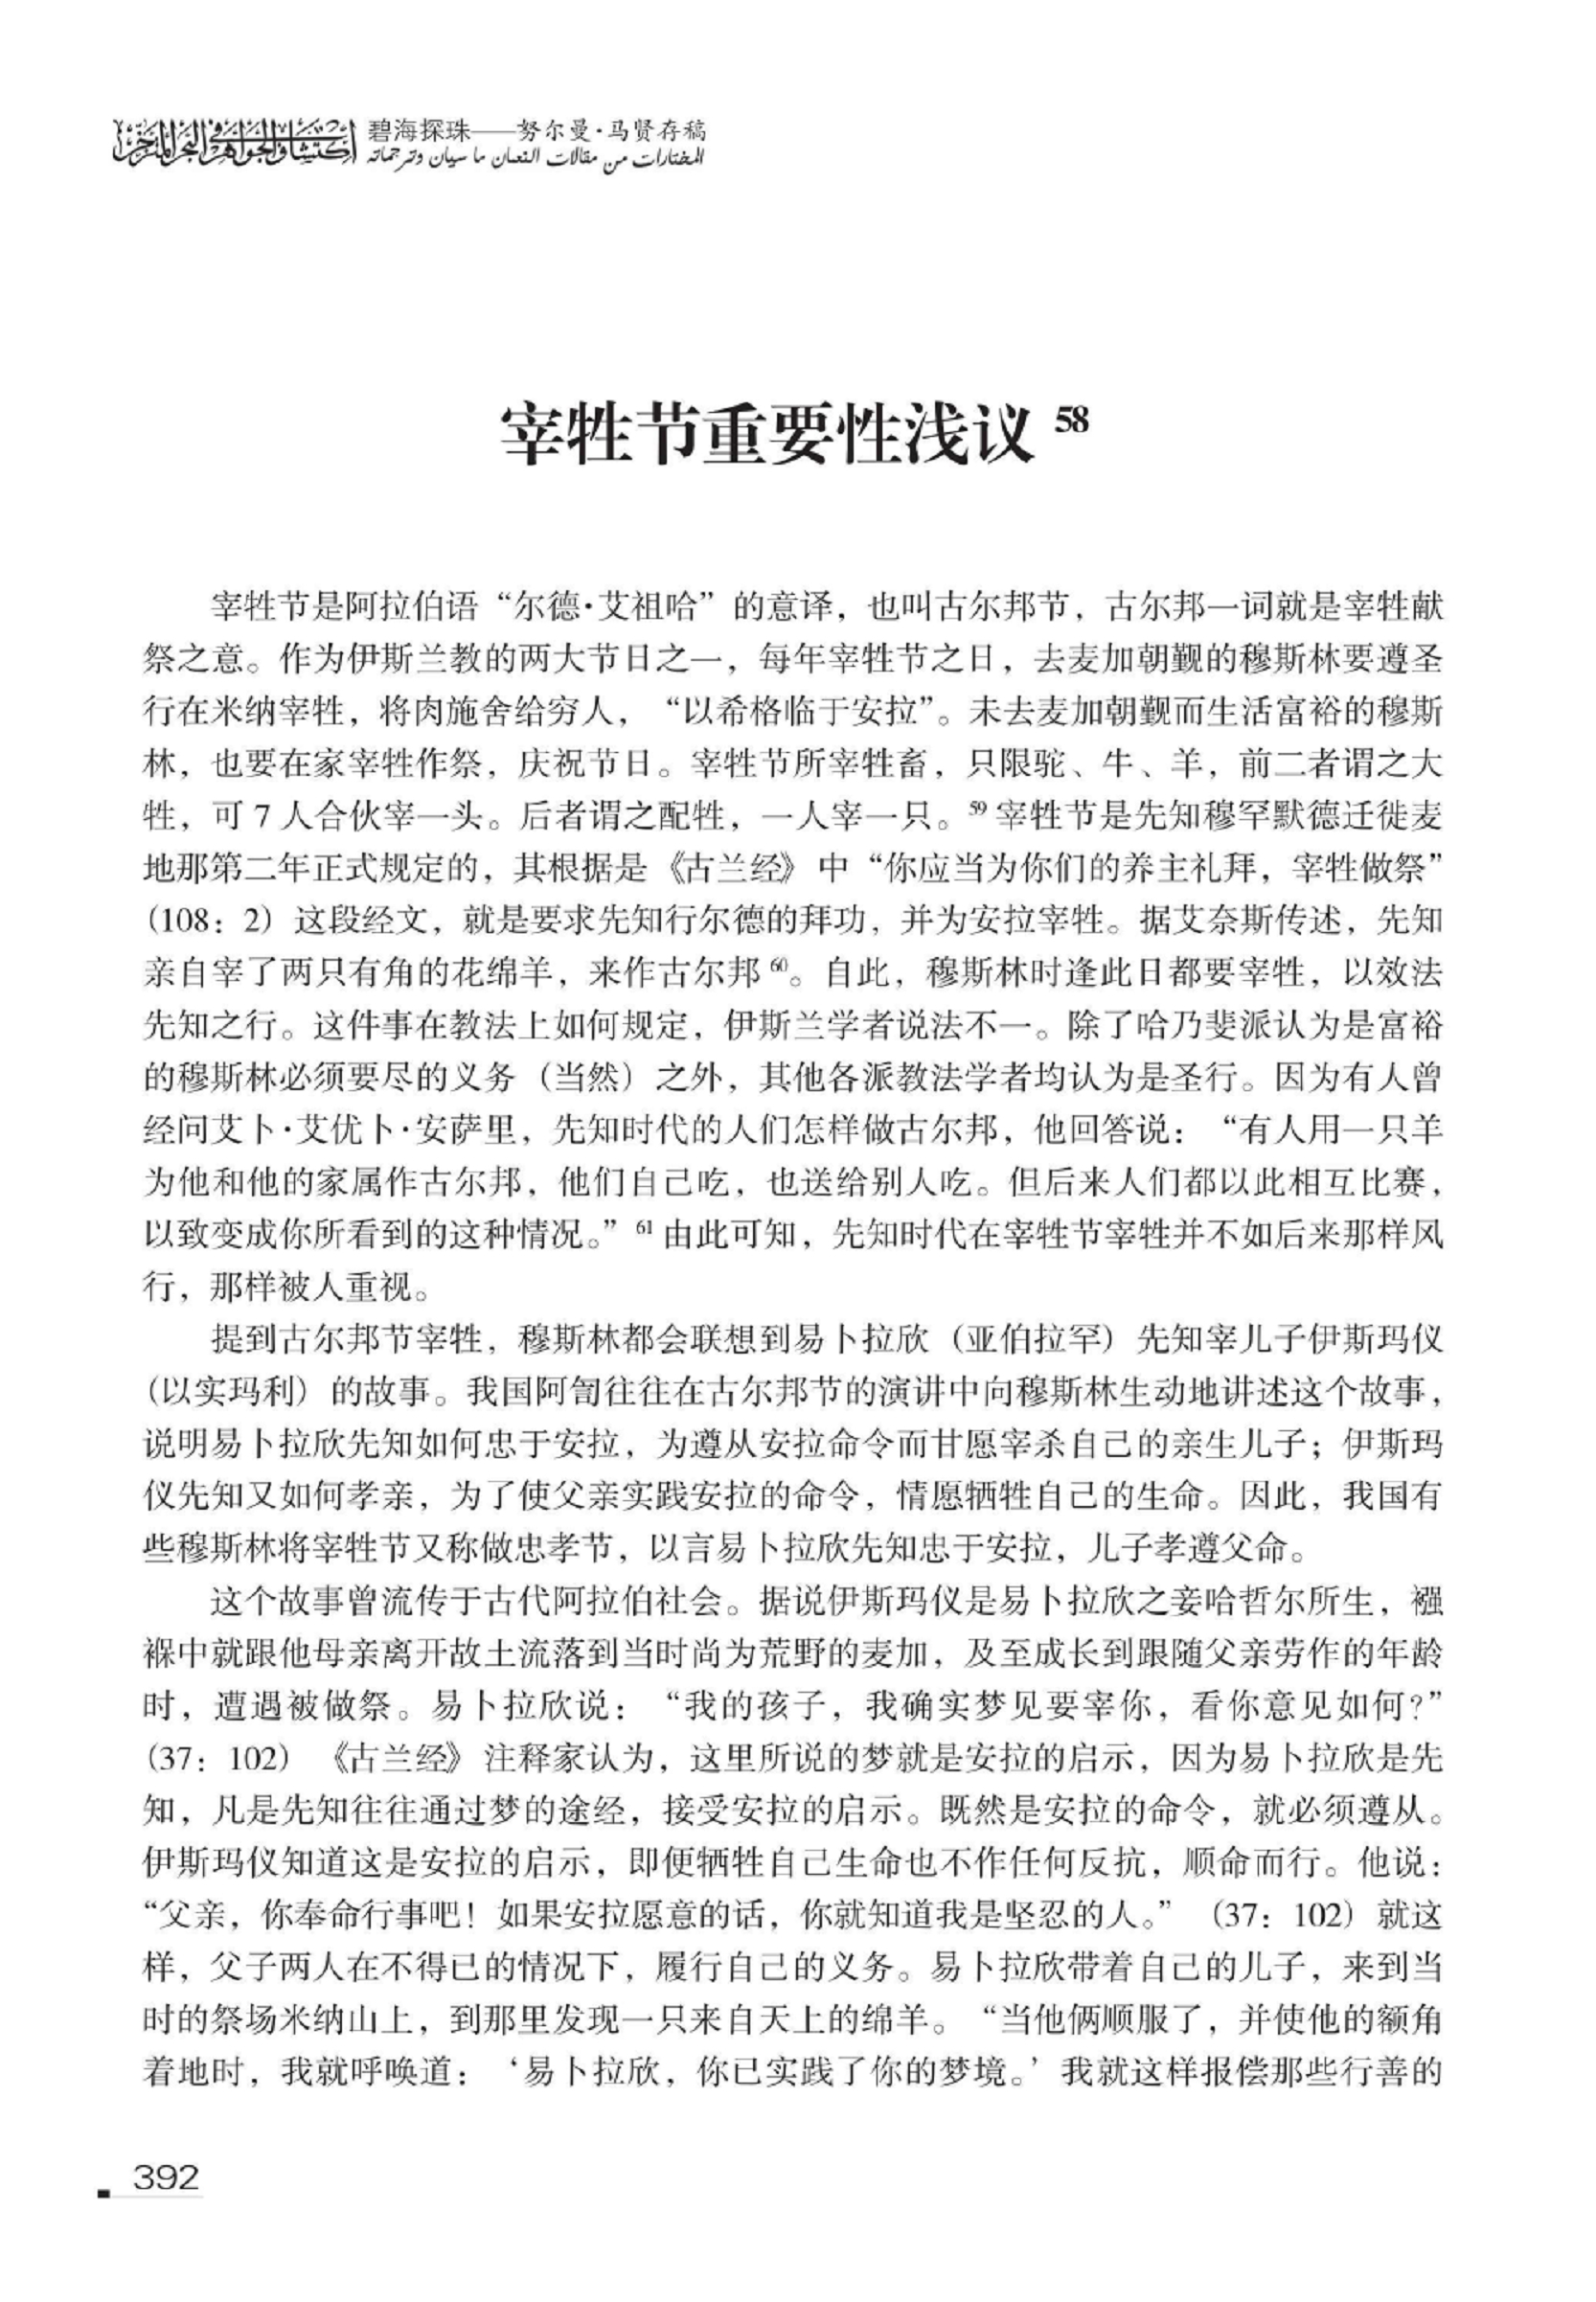 碧海探珠——努尔曼·马贤存稿
المختارات من مقالات النعمان ما سيان وترجماته
宰牲节重要性浅议 58
宰牲节是阿拉伯语“尔德·艾祖哈”的意译，也叫古尔邦节，古尔邦一词就是宰牲献
祭之意。作为伊斯兰教的两大节日之一，每年宰牲节之日，去麦加朝觐的穆斯林要遵圣
行在米纳宰牲，将肉施舍给穷人，“以希格临于安拉”。未去麦加朝觐而生活富裕的穆斯
林，也要在家宰牲作祭，庆祝节日。宰牲节所宰牲畜，只限驼、牛、羊，前二者谓之大
牲，可 7 人合伙宰一头。后者谓之配牲，一人宰一只。59 宰牲节是先知穆罕默德迁徙麦
地那第二年正式规定的，其根据是《古兰经》中“你应当为你们的养主礼拜，宰牲做祭”
（108：2）这段经文，就是要求先知行尔德的拜功，并为安拉宰牲。据艾奈斯传述，先知
亲自宰了两只有角的花绵羊，来作古尔邦 60。自此，穆斯林时逢此日都要宰牲，以效法
先知之行。这件事在教法上如何规定，伊斯兰学者说法不一。除了哈乃斐派认为是富裕
的穆斯林必须要尽的义务（当然）之外，其他各派教法学者均认为是圣行。因为有人曾
经问艾卜·艾优卜·安萨里，先知时代的人们怎样做古尔邦，他回答说：“有人用一只羊
为他和他的家属作古尔邦，他们自己吃，也送给别人吃。但后来人们都以此相互比赛，
以致变成你所看到的这种情况。”61 由此可知，先知时代在宰牲节宰牲并不如后来那样风
行，那样被人重视。
提到古尔邦节宰牲，穆斯林都会联想到易卜拉欣（亚伯拉罕）先知宰儿子伊斯玛仪
（以实玛利）的故事。我国阿訇往往在古尔邦节的演讲中向穆斯林生动地讲述这个故事，
说明易卜拉欣先知如何忠于安拉，为遵从安拉命令而甘愿宰杀自己的亲生儿子；伊斯玛
仪先知又如何孝亲，为了使父亲实践安拉的命令，情愿牺牲自己的生命。因此，我国有
些穆斯林将宰牲节又称做忠孝节，以言易卜拉欣先知忠于安拉，儿子孝遵父命。
这个故事曾流传于古代阿拉伯社会。据说伊斯玛仪是易卜拉欣之妾哈哲尔所生，襁
褓中就跟他母亲离开故土流落到当时尚为荒野的麦加，及至成长到跟随父亲劳作的年龄
时，遭遇被做祭。易卜拉欣说：“我的孩子，我确实梦见要宰你，看你意见如何？”
（37：102）《古兰经》注释家认为，这里所说的梦就是安拉的启示，因为易卜拉欣是先
知，凡是先知往往通过梦的途经，接受安拉的启示。既然是安拉的命令，就必须遵从。
伊斯玛仪知道这是安拉的启示，即便牺牲自己生命也不作任何反抗，顺命而行。他说：
“父亲，你奉命行事吧！如果安拉愿意的话，你就知道我是坚忍的人。”（37：102）就这
样，父子两人在不得已的情况下，履行自己的义务。易卜拉欣带着自己的儿子，来到当
时的祭场米纳山上，到那里发现一只来自天上的绵羊。“当他俩顺服了，并使他的额角
着地时，我就呼唤道：‘易卜拉欣，你已实践了你的梦境。’我就这样报偿那些行善的
392